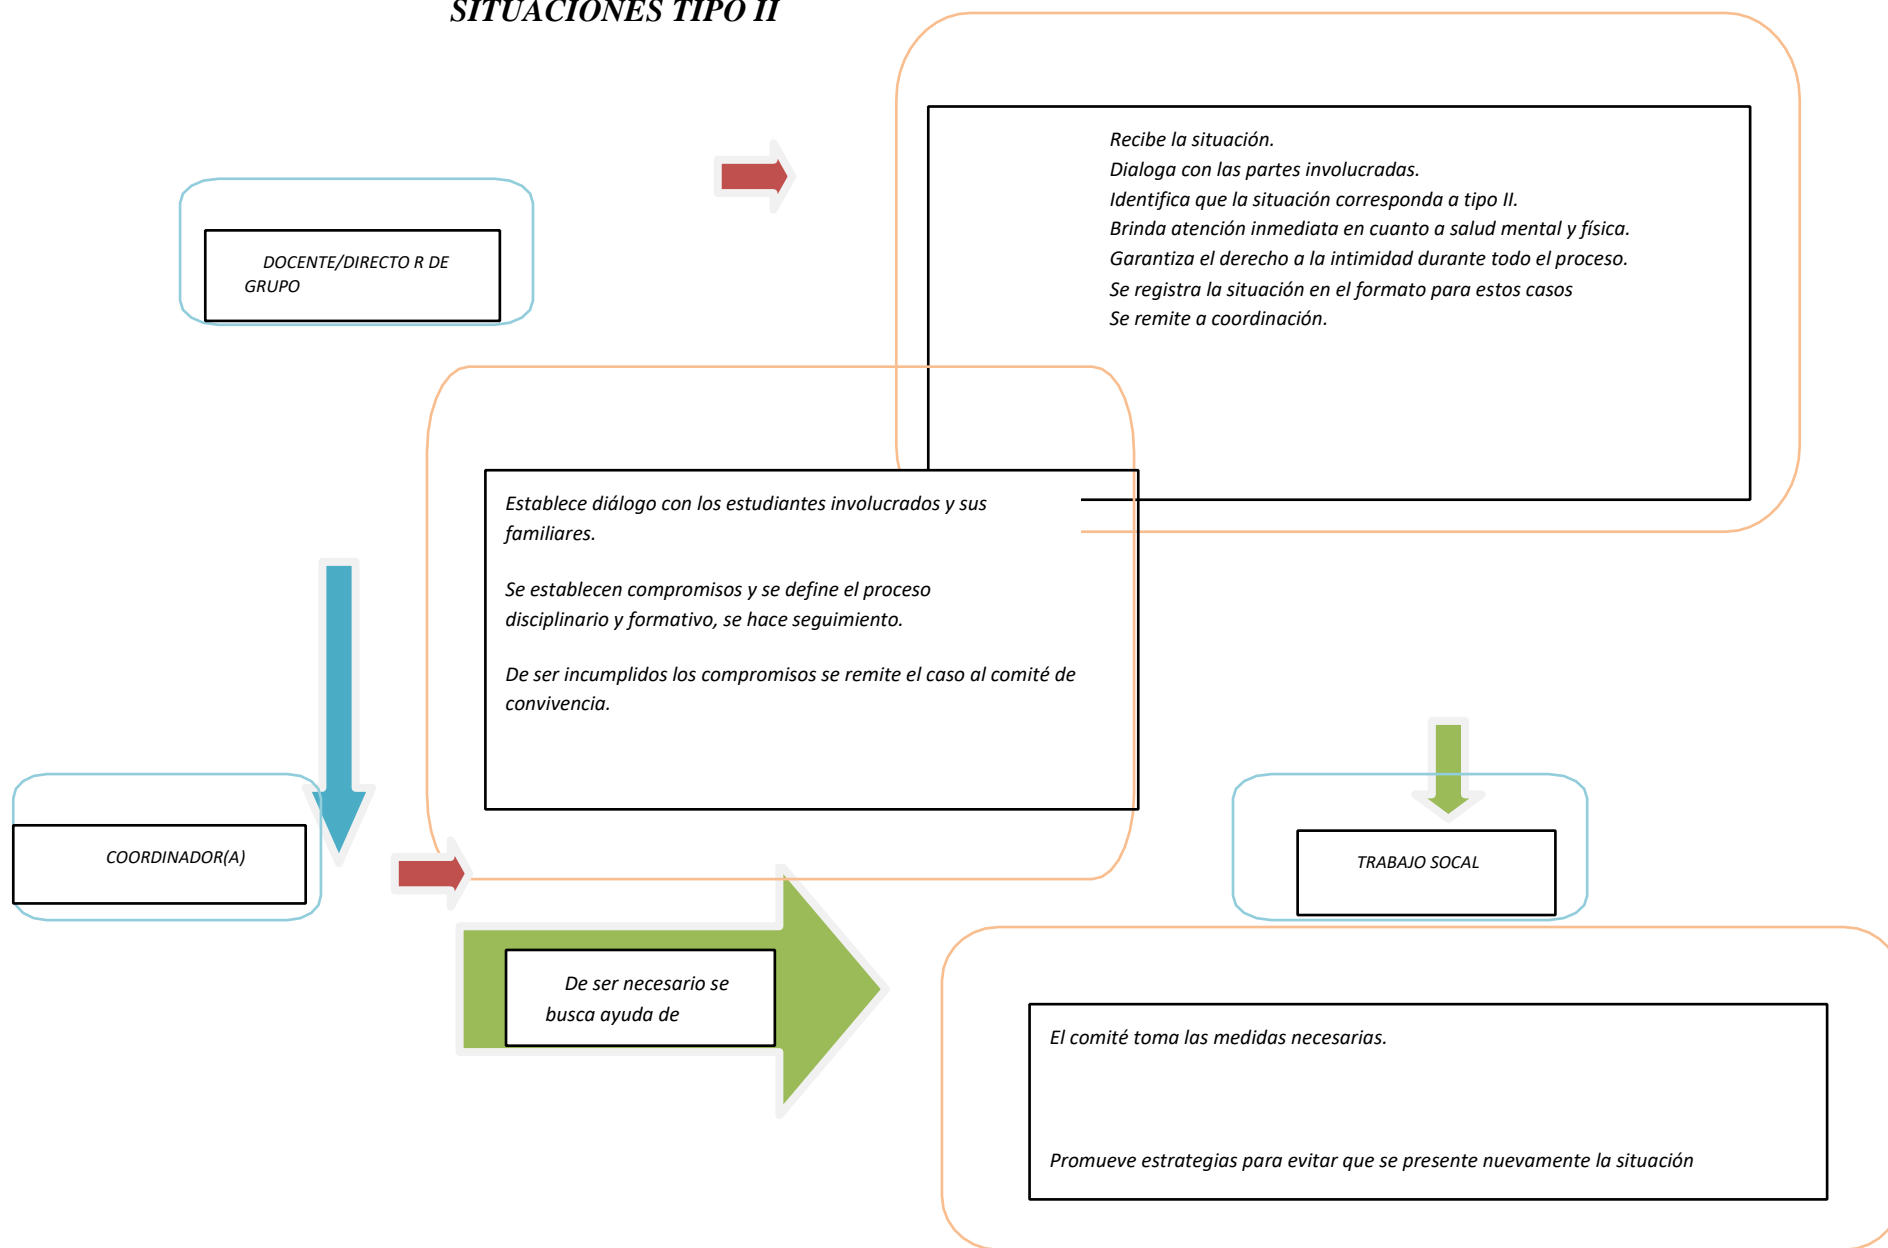 SITUACIONES TIPO II
Recibe la situación.
Dialoga con las partes involucradas.
Identifica que la situación corresponda a tipo II.
Brinda atención inmediata en cuanto a salud mental y física.
Garantiza el derecho a la intimidad durante todo el proceso.
Se registra la situación en el formato para estos casos
Se remite a coordinación.
DOCENTE/DIRECTO R DE
GRUPO
Establece diálogo con los estudiantes involucrados y sus
familiares.
Se establecen compromisos y se define el proceso
disciplinario y formativo, se hace seguimiento.
De ser incumplidos los compromisos se remite el caso al comité de
convivencia.
COORDINADOR(A)
TRABAJO SOCAL
De ser necesario se
busca ayuda de
El comité toma las medidas necesarias.
Promueve estrategias para evitar que se presente nuevamente la situación